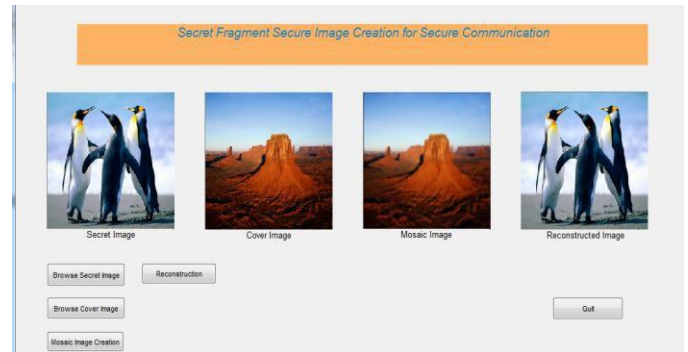 Secret Fragment Secure Image Creation for Secure Communication
Secret Image
Cover Image
Mosaic Image
Reconstructed Image
Browse Secret Image
Reconstruction
Browse Cover Image
Quit
Mosaic Image Creation